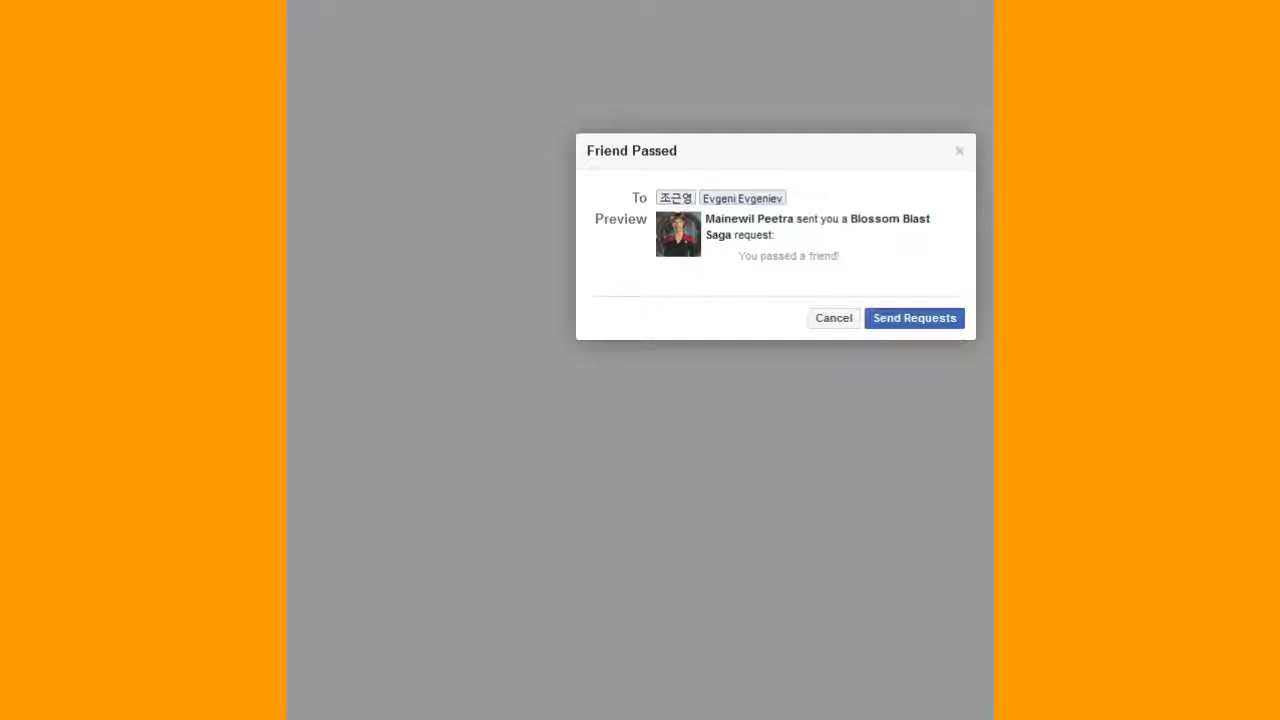 Friend Passed
To 조근영 Evgeni Evgeniev
Preview Mainewil Peetra sent you a Blossom Blast
Saga request:
You passed a friend!
Cancel Send Requests